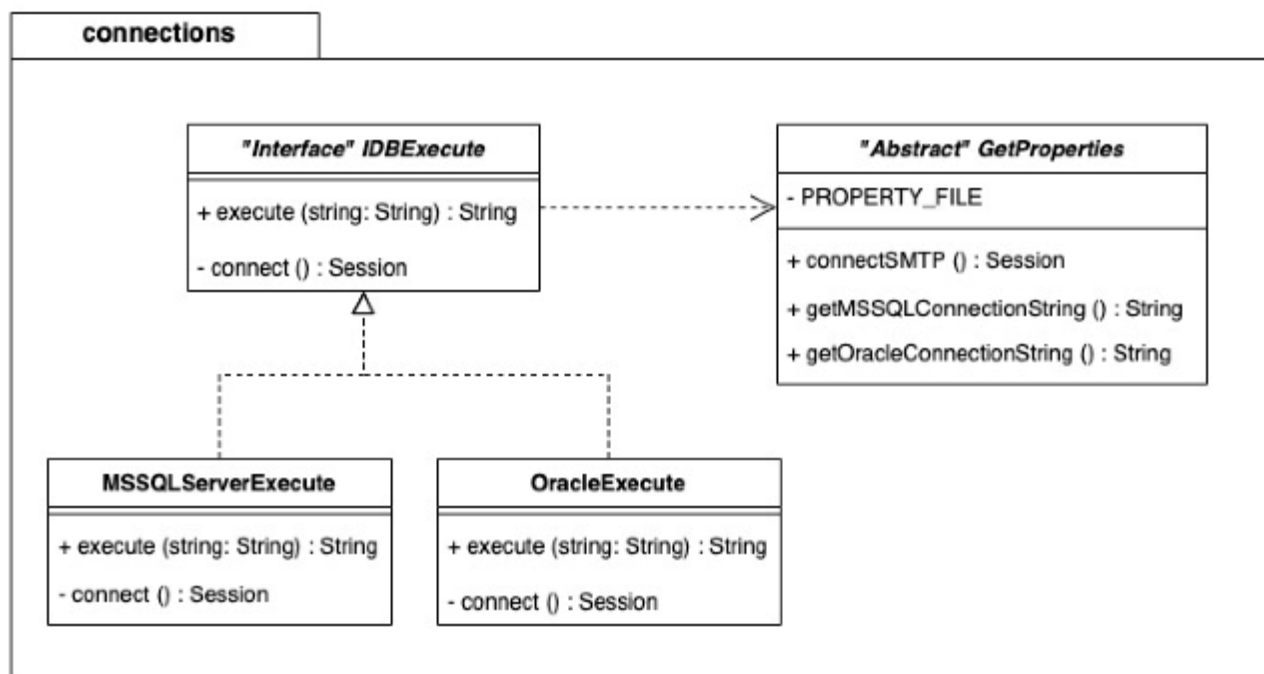 connections
"Interface" IDBExecute
+ execute (string: String) : String
- connect () : Session
"Abstract" GetProperties
- PROPERTY_FILE
+ connectSMTP () : Session
+ getMSSQLConnectionString () : String
+ getOracleConnectionString () : String
MSSQLServerExecute
+ execute (string: String) : String
- connect () : Session
OracleExecute
+ execute (string: String) : String
- connect () : Session